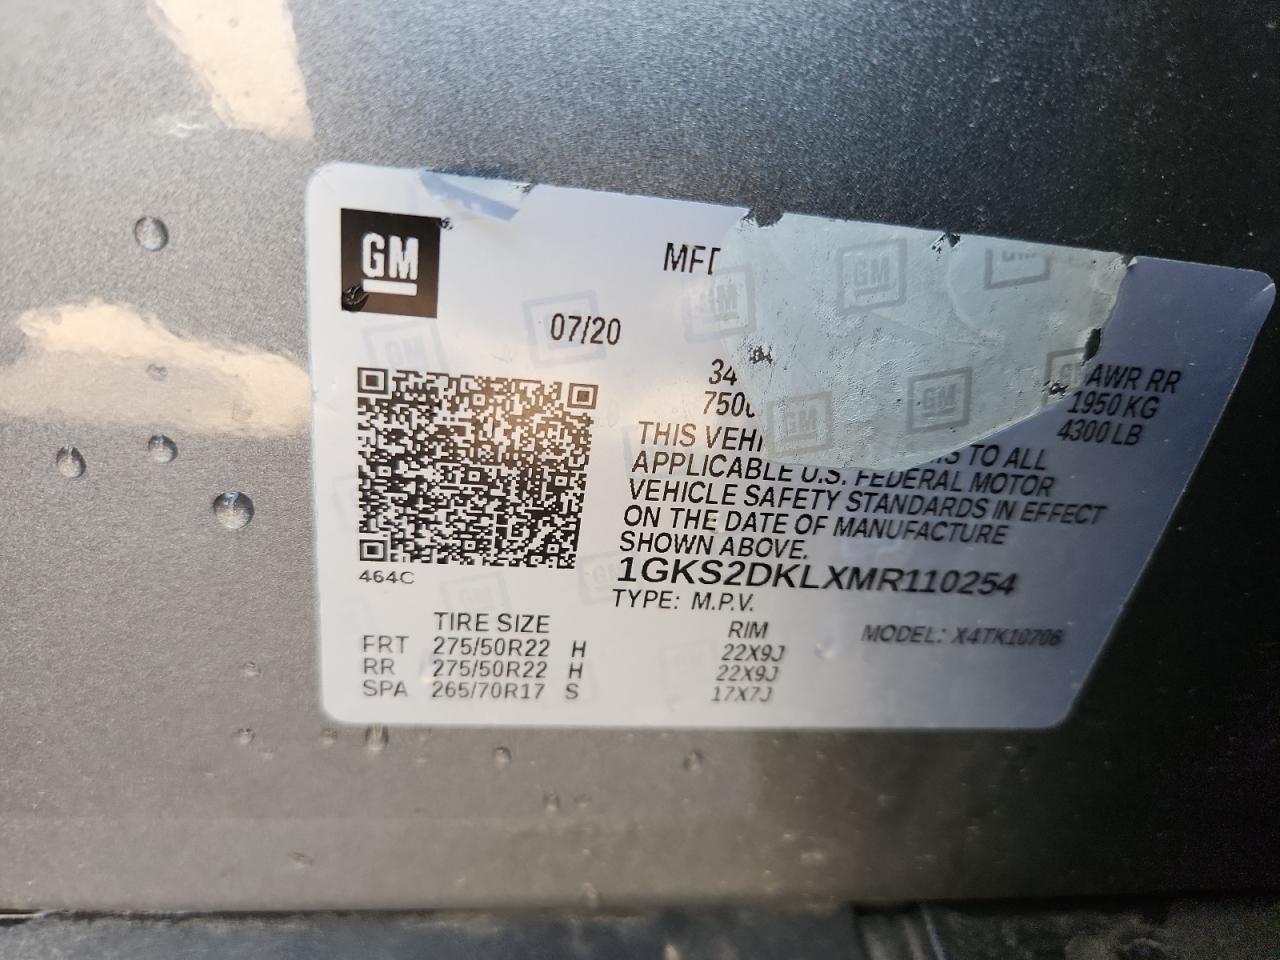 GM
MFD
07/20
34
750
AWR RR
1950 KG
4300 LB
THIS VEHI S TO ALL
APPLICABLE U.S. FEDERAL MOTOR
VEHICLE SAFETY STANDARDS IN EFFECT
ON THE DATE OF MANUFACTURE
SHOWN ABOVE.
464C
1GKS2DKLXMR110254
TYPE: M.P.V.
TIRE SIZE RIM MODEL: X4TK10706
FRT 275/50R22 H 22X9J
RR 275/50R22 H 22X9J
SPA 265/70R17 S 17X7J